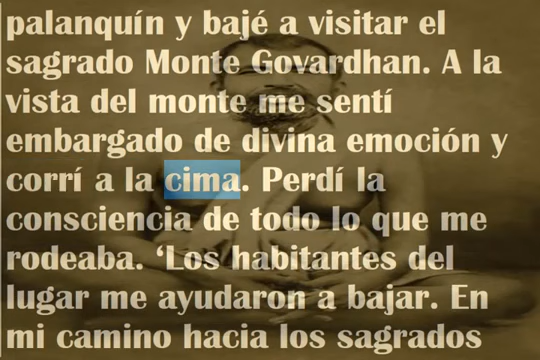 palanquín y bajé a visitar el
sagrado Monte Govardhan. A la
vista del monte me sentí
embargado de divina emoción y
corrí a la cima. Perdí la
consciencia de todo lo que me
rodeaba. ‘Los habitantes del
lugar me ayudaron a bajar. En
mi camino hacia los sagrados